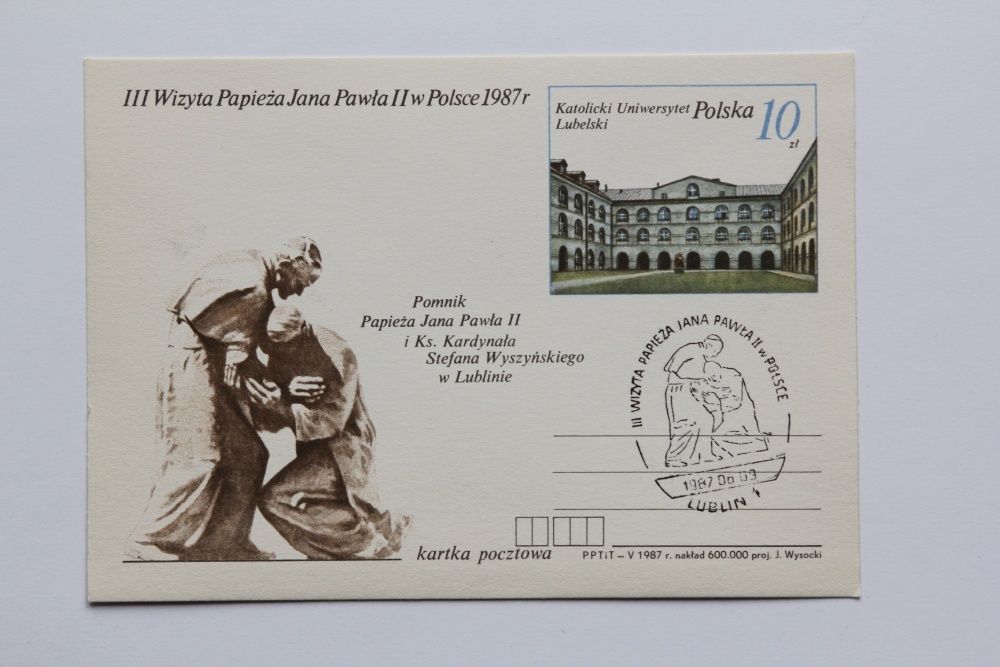 III Wizyta Papieża Jana Pawła II w Polsce 1987 r
Katolicki Uniwersytet
Lubelski
Polska 10
zł
Pomnik
Papieża Jana Pawła II
i Ks. Kardynała
Stefana Wyszyńskiego
w Lublinie
III WIZYTA PAPIEŻA JANA PAWŁA II w POLSCE
1987 06 09
LUBLIN 1
kartka pocztowa
PPTiT – V 1987 r. nakład 600.000 proj. J. Wysocki